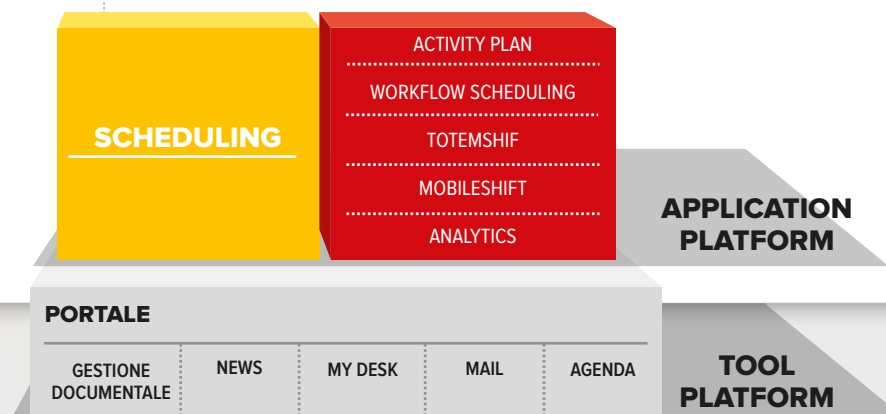 SCHEDULING
ACTIVITY PLAN
WORKFLOW SCHEDULING
TOTEMSHIF
MOBILESHIFT
ANALYTICS
APPLICATION
PLATFORM
PORTALE
GESTIONE
DOCUMENTALE
NEWS
MY DESK
MAIL
AGENDA
TOOL
PLATFORM